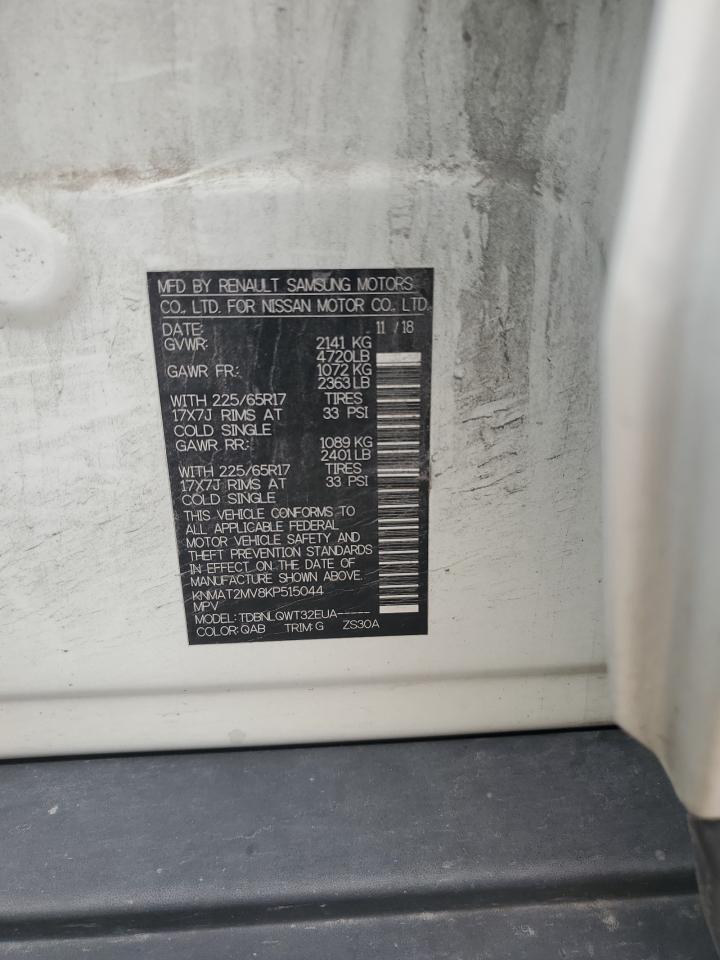 MFD BY RENAULT SAMSUNG MOTORS
CO., LTD. FOR NISSAN MOTOR CO. LTD.
DATE: 11 / 18
GVWR: 2141 KG
4720LB
GAWR FR.: 1072 KG
2363 LB
WITH 225/65R17 TIRES
17X7J RIMS AT 33 PSI
COLD SINGLE
GAWR RR.: 1089 KG
2401 LB
WITH 225/65R17 TIRES
17X7J RIMS AT 33 PSI
COLD SINGLE
THIS VEHICLE CONFORMS TO
ALL APPLICABLE FEDERAL
MOTOR VEHICLE SAFETY AND
THEFT PREVENTION STANDARDS
IN EFFECT ON THE DATE OF
MANUFACTURE SHOWN ABOVE.
KNMAT2MV8KP515044
MPV
MODEL: TDBNLQWT32EUA-----
COLOR: QAB TRIM: G ZS30A